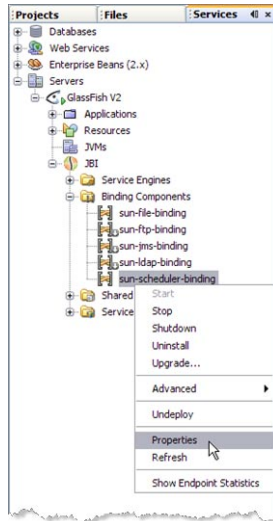 Projects Files Services
Databases
Web Services
Enterprise Beans (2.x)
Servers
GlassFish V2
Applications
Resources
JVMs
JBI
Service Engines
Binding Components
sun-file-binding
sun-ftp-binding
sun-jms-binding
sun-ldap-binding
sun-scheduler-binding
Shared
Service
Start
Stop
Shutdown
Uninstall
Upgrade...
Advanced
Undeploy
Properties
Refresh
Show Endpoint Statistics